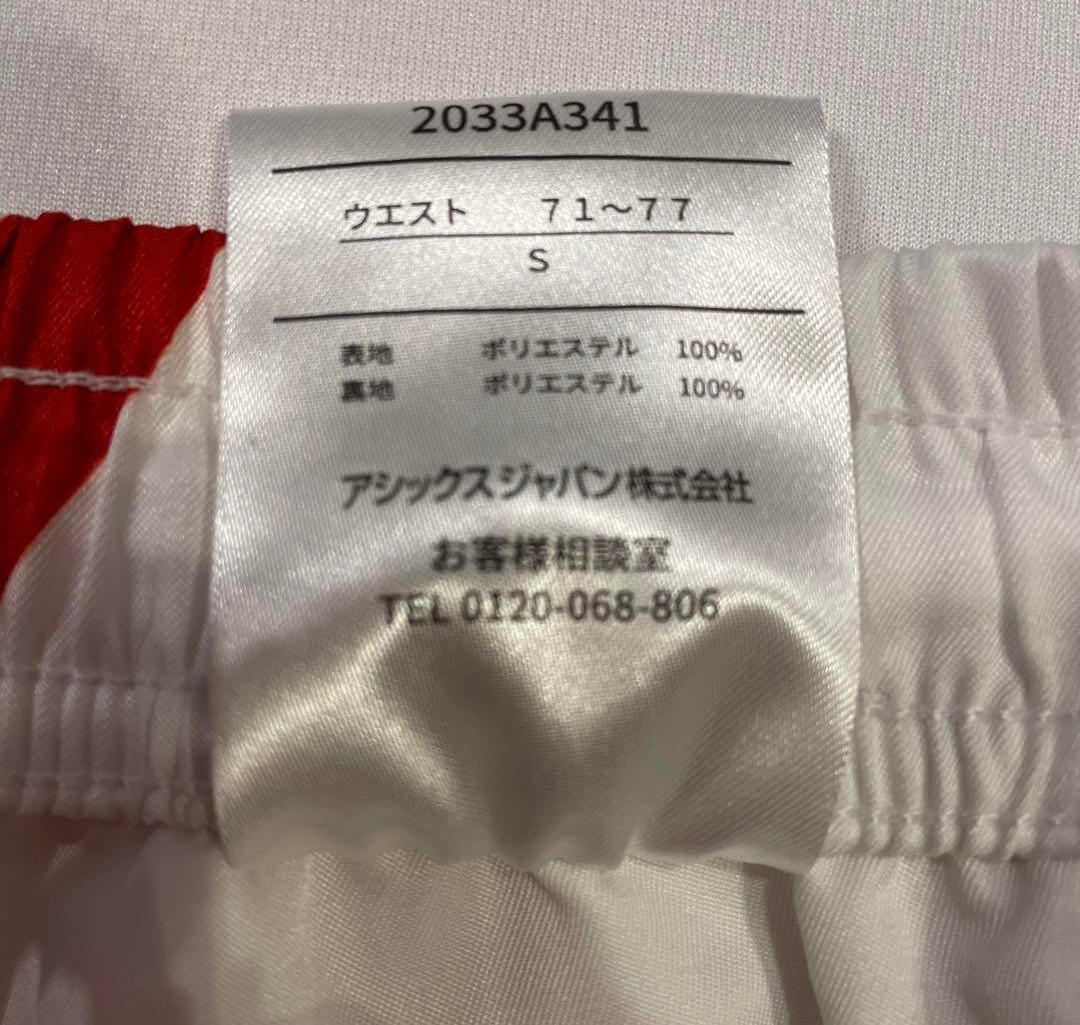 2033A341
ウエスト ７１～７７
S
表地 ポリエステル 100%
裏地 ポリエステル 100%
アシックスジャパン株式会社
お客様相談室
TEL 0120-068-806